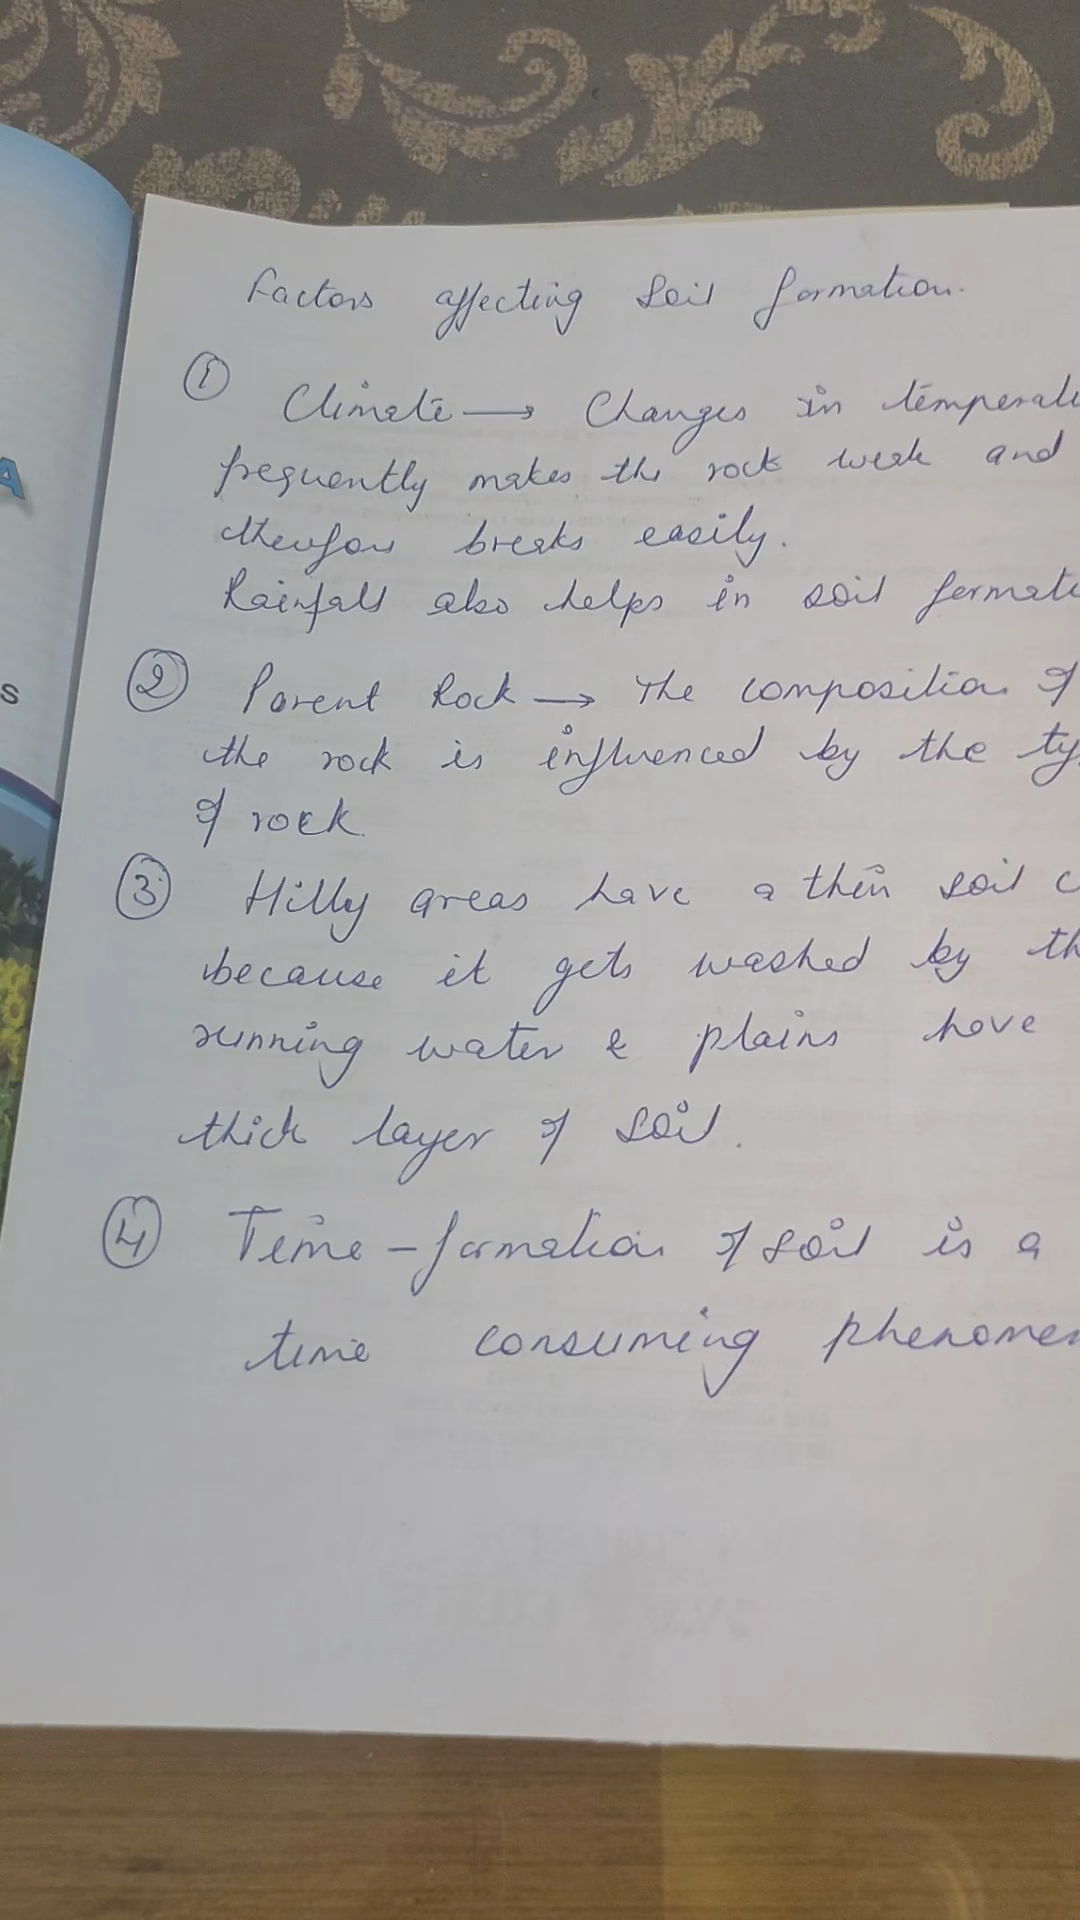 A
s
Factors affecting Soil formation.
① Climate → Changes in temperatu
frequently makes the rock weak and
therefore breaks easily.
Rainfall also helps in soil formati
② Parent Rock → The composition of
the rock is influenced by the ty
of rock
③ Hilly areas have a thin soil c
because it gets washed by th
running water & plains have
thick layer of soil.
④ Time - formation of soil is a
time consuming phenomen